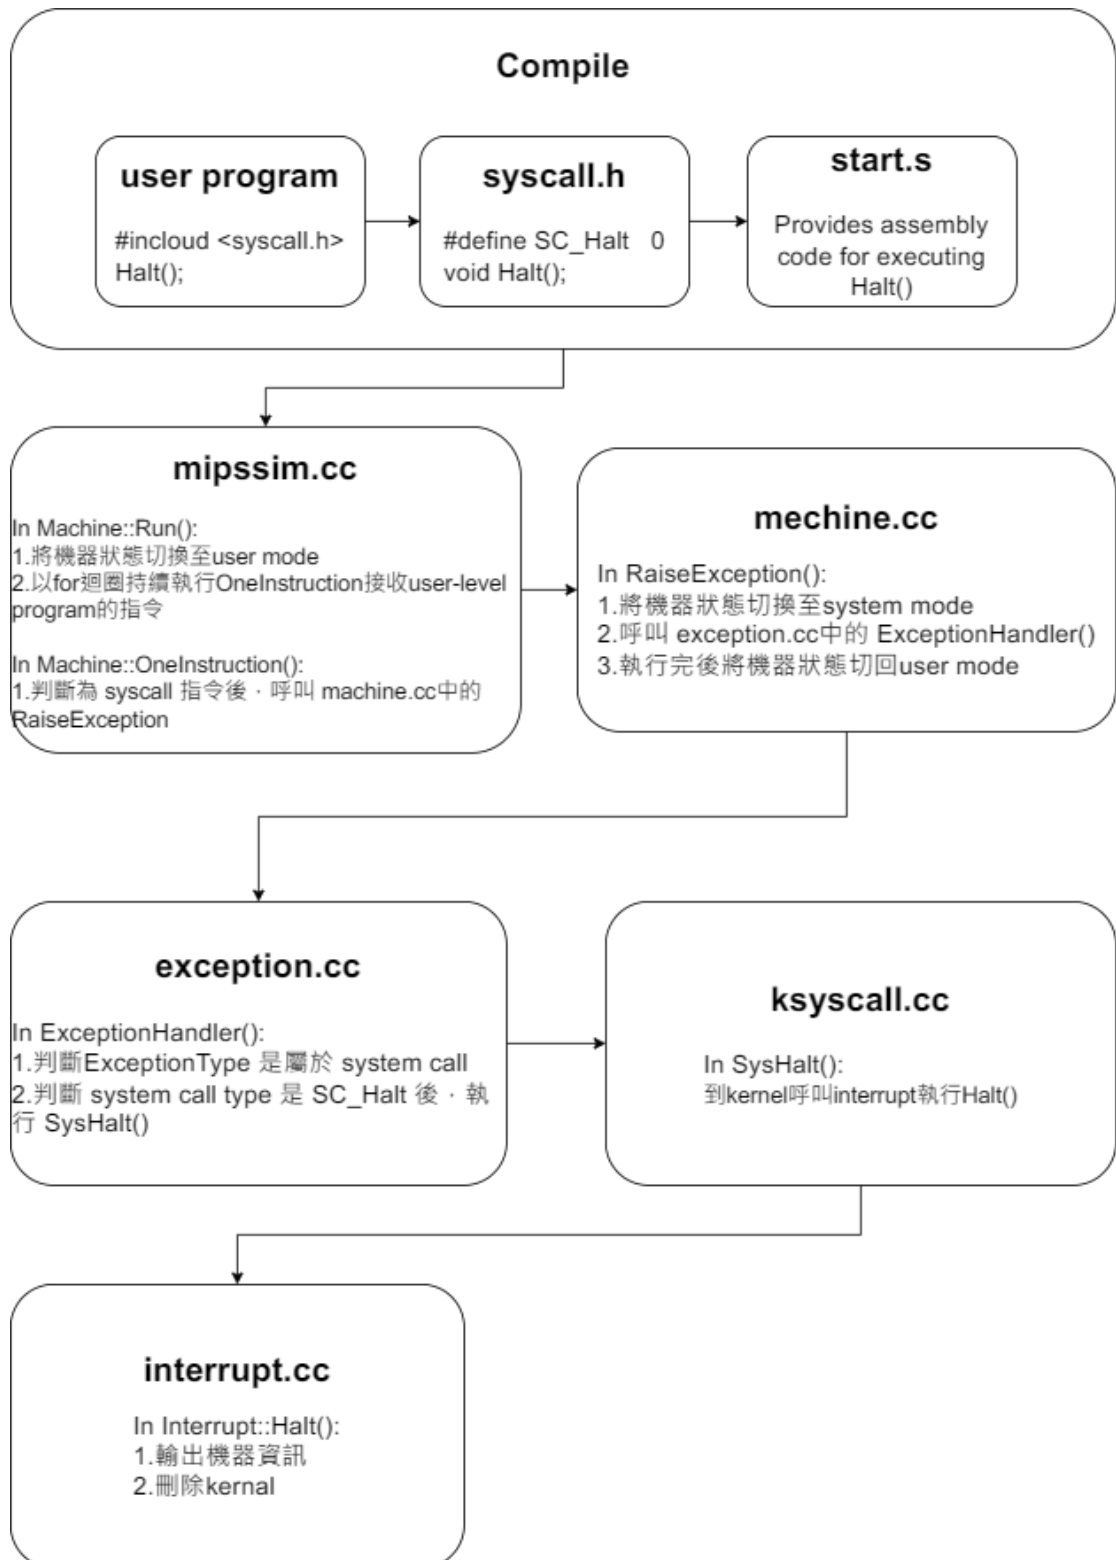 Compile
user program
#incloud <syscall.h>
Halt();
syscall.h
#define SC_Halt 0
void Halt();
start.s
Provides assembly
code for executing
Halt()
mipssim.cc
In Machine::Run():
1.將機器狀態切換至user mode
2.以for迴圈持續執行OneInstruction接收user-level
program的指令
In Machine::OneInstruction():
1.判斷為 syscall 指令後，呼叫 machine.cc中的
RaiseException
mechine.cc
In RaiseException():
1.將機器狀態切換至system mode
2.呼叫 exception.cc中的 ExceptionHandler()
3.執行完後將機器狀態切回user mode
exception.cc
In ExceptionHandler():
1.判斷ExceptionType 是屬於 system call
2.判斷 system call type 是 SC_Halt 後，執
行 SysHalt()
ksyscall.cc
In SysHalt():
到kernel呼叫interrupt執行Halt()
interrupt.cc
In Interrupt::Halt():
1.輸出機器資訊
2.刪除kernal